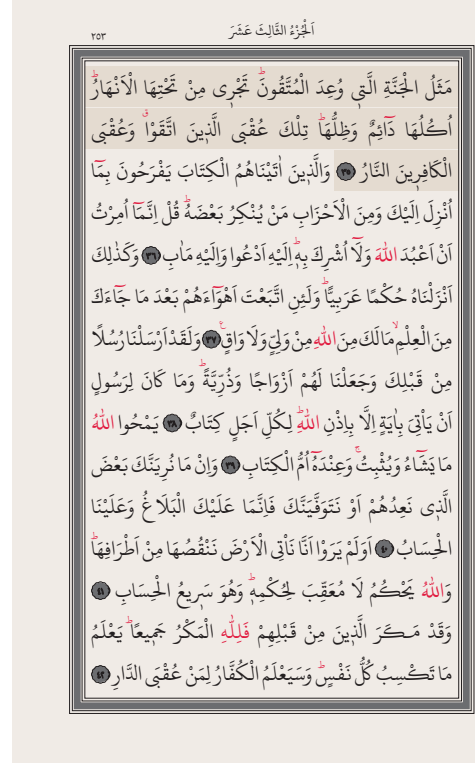 اَلْجُزْءُ الثَّالِثَ عَشَرَ
٢٥٣
مَثَلُ الْجَنَّةِ الَّتٖى وُعِدَ الْمُتَّقُونَؕ تَجْرٖى مِنْ تَحْتِهَا الْاَنْهَارُؕ
اُكُلُهَا دَٓائِمٌ وَظِلُّهَاؕ تِلْكَ عُقْبَى الَّذٖينَ اتَّقَوْاࣗ وَعُقْبَى
الْكَافِرٖينَ النَّارُ ﴿٣٥﴾ وَالَّذٖينَ اٰتَيْنَاهُمُ الْكِتَابَ يَفْرَحُونَ بِمَٓا
اُنْزِلَ اِلَيْكَ وَمِنَ الْاَحْزَابِ مَنْ يُنْكِرُ بَعْضَهُؕ قُلْ اِنَّمَٓا اُمِرْتُ
اَنْ اَعْبُدَ اللّٰهَ وَلَٓا اُشْرِكَ بِهٖؕ اِلَيْهِ اَدْعُوا وَاِلَيْهِ مَاٰبِ ﴿٣٦﴾ وَكَذٰلِكَ
اَنْزَلْنَاهُ حُكْمًا عَرَبِيًّاؕ وَلَئِنِ اتَّبَعْتَ اَهْوَٓاءَهُمْ بَعْدَ مَا جَٓاءَكَ
مِنَ الْعِلْمِۙ مَا لَكَ مِنَ اللّٰهِ مِنْ وَلِىٍّ وَلَا وَاقٍۚ ﴿٣٧﴾ وَلَقَدْ اَرْسَلْنَا رُسُلًا
مِنْ قَبْلِكَ وَجَعَلْنَا لَهُمْ اَزْوَاجًا وَذُرِّيَّةًؕ وَمَا كَانَ لِرَسُولٍ
اَنْ يَاْتِىَ بِاٰيَةٍ اِلَّا بِاِذْنِ اللّٰهِؕ لِكُلِّ اَجَلٍ كِتَابٌ ﴿٣٨﴾ يَمْحُوا اللّٰهُ
مَا يَشَٓاءُ وَيُثْبِتُۚ وَعِنْدَهُٓ اُمُّ الْكِتَابِ ﴿٣٩﴾ وَاِنْ مَا نُرِيَنَّكَ بَعْضَ
الَّذٖى نَعِدُهُمْ اَوْ نَتَوَفَّيَنَّكَ فَاِنَّمَا عَلَيْكَ الْبَلَاغُ وَعَلَيْنَا
الْحِسَابُ ﴿٤٠﴾ اَوَلَمْ يَرَوْا اَنَّا نَاْتِى الْاَرْضَ نَنْقُصُهَا مِنْ اَطْرَافِهَاؕ
وَاللّٰهُ يَحْكُمُ لَا مُعَقِّبَ لِحُكْمِهٖؕ وَهُوَ سَرٖيعُ الْحِسَابِ ﴿٤١﴾
وَقَدْ مَكَرَ الَّذٖينَ مِنْ قَبْلِهِمْ فَلِلّٰهِ الْمَكْرُ جَمٖيعًاؕ يَعْلَمُ
مَا تَكْسِبُ كُلُّ نَفْسٍؕ وَسَيَعْلَمُ الْكُفَّارُ لِمَنْ عُقْبَى الدَّارِ ﴿٤٢﴾